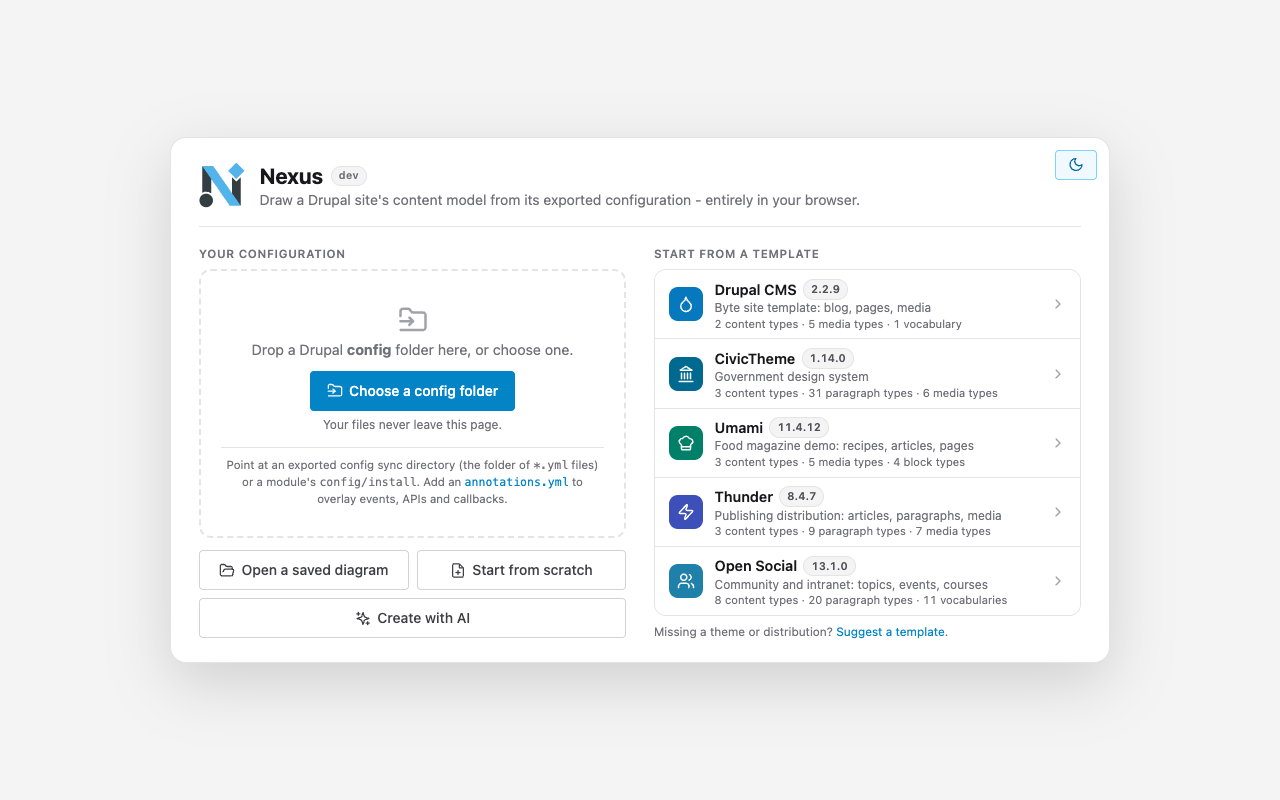 Nexus dev
Draw a Drupal site's content model from its exported configuration - entirely in your browser.
YOUR CONFIGURATION
Drop a Drupal config folder here, or choose one.
Choose a config folder
Your files never leave this page.
Point at an exported config sync directory (the folder of *.yml files)
or a module's config/install. Add an annotations.yml to
overlay events, APIs and callbacks.
Open a saved diagram
Start from scratch
Create with AI
START FROM A TEMPLATE
Drupal CMS 2.2.9
Byte site template: blog, pages, media
2 content types · 5 media types · 1 vocabulary
CivicTheme 1.14.0
Government design system
3 content types · 31 paragraph types · 6 media types
Umami 11.4.12
Food magazine demo: recipes, articles, pages
3 content types · 5 media types · 4 block types
Thunder 8.4.7
Publishing distribution: articles, paragraphs, media
3 content types · 9 paragraph types · 7 media types
Open Social 13.1.0
Community and intranet: topics, events, courses
8 content types · 20 paragraph types · 11 vocabularies
Missing a theme or distribution? Suggest a template.